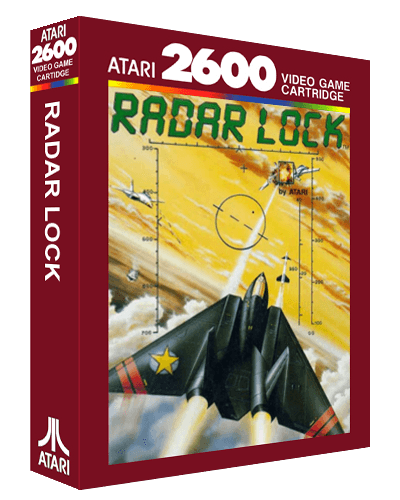 ATARI
2600
VIDEO GAME
CARTRIDGE
RADAR LOCK
ATARI
ATARI 2600 VIDEO GAME
CARTRIDGE
RADAR LOCK
by ATARI